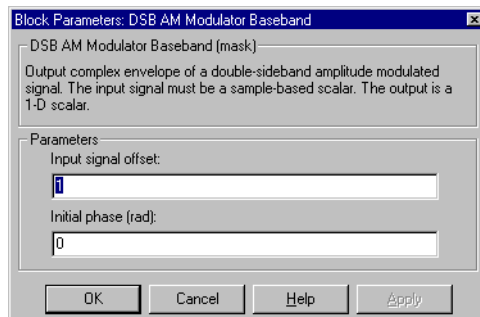 Block Parameters: DSB AM Modulator Baseband
DSB AM Modulator Baseband (mask)
Output complex envelope of a double-sideband amplitude modulated
signal. The input signal must be a sample-based scalar. The output is a
1-D scalar.
Parameters
Input signal offset:
1
Initial phase (rad):
0
OK Cancel Help Apply